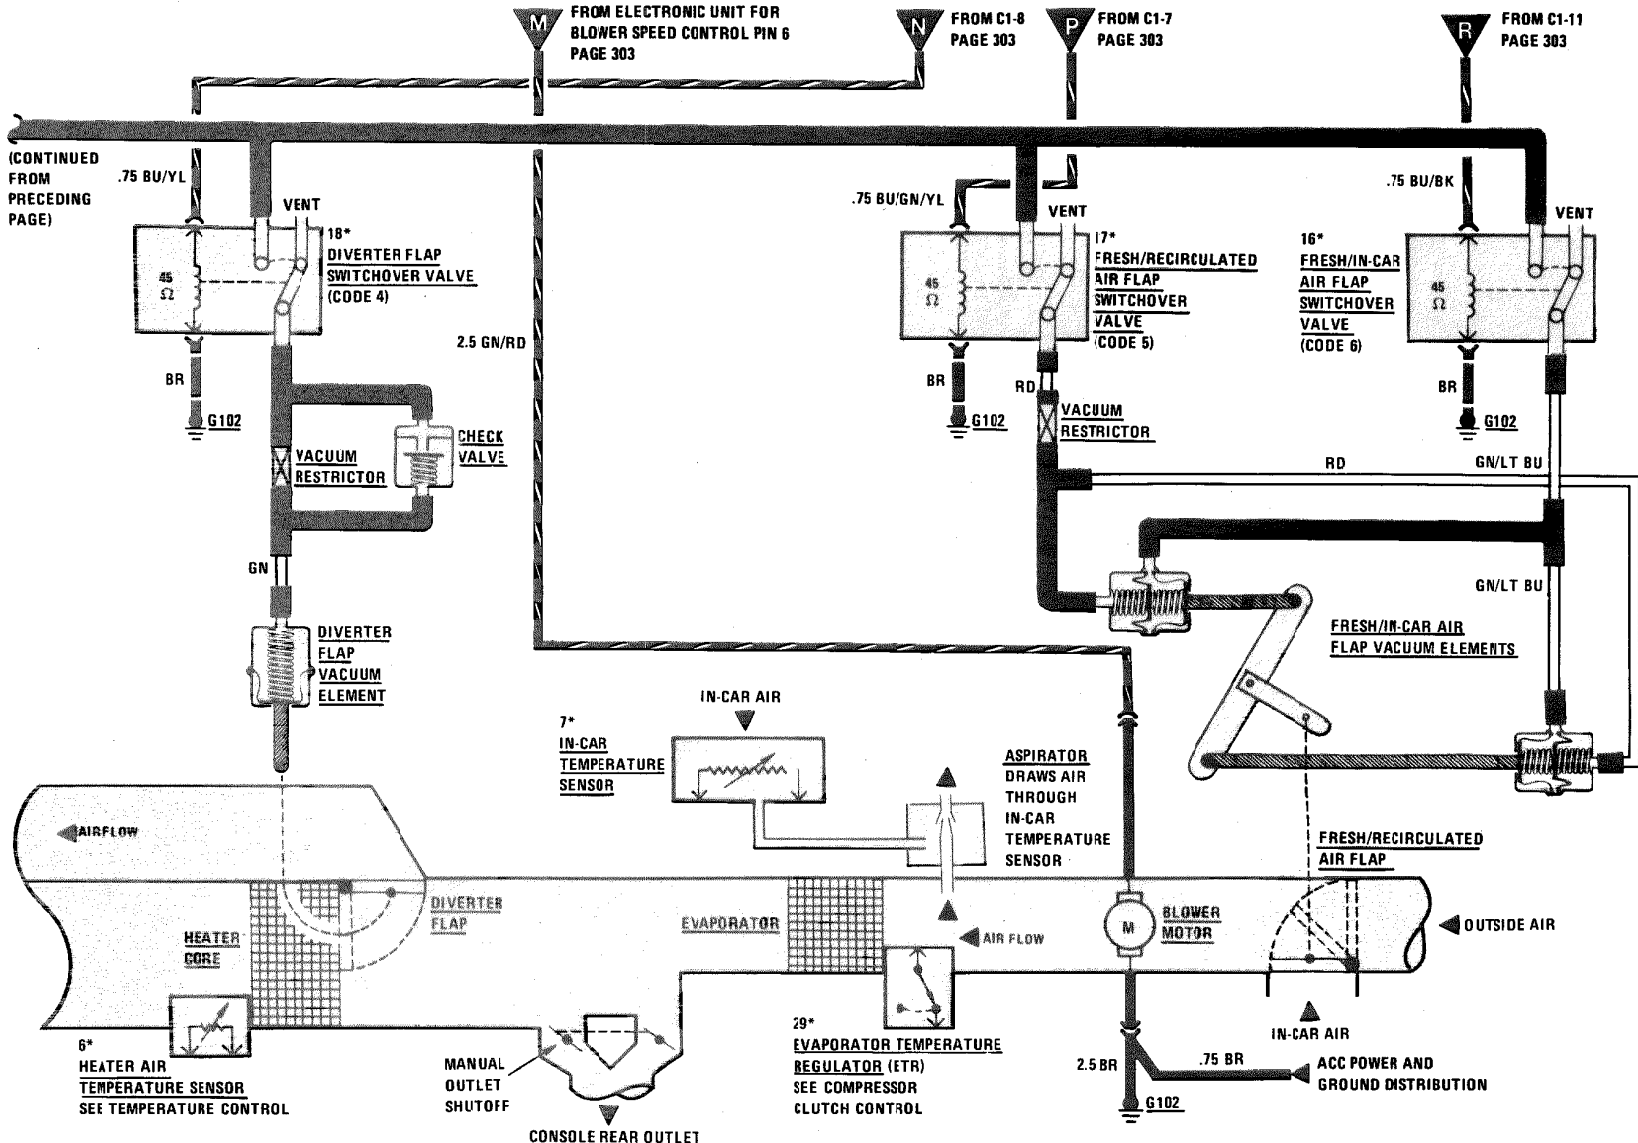 M
FROM ELECTRONIC UNIT FOR
BLOWER SPEED CONTROL PIN 6
PAGE 303
N
FROM C1-8
PAGE 303
P
FROM C1-7
PAGE 303
R
FROM C1-11
PAGE 303
(CONTINUED
FROM
PRECEDING
PAGE)
.75 BU/YL
VENT
18*
DIVERTER FLAP
SWITCHOVER VALVE
(CODE 4)
45
Ω
.75 BU/GN/YL
VENT
17*
FRESH/RECIRCULATED
AIR FLAP
SWITCHOVER
VALVE
(CODE 5)
45
Ω
.75 BU/BK
VENT
16*
FRESH/IN-CAR
AIR FLAP
SWITCHOVER
VALVE
(CODE 6)
45
Ω
2.5 GN/RD
BR
G102
BR
G102
BR
G102
RD
VACUUM
RESTRICTOR
CHECK
VALVE
VACUUM
RESTRICTOR
RD
GN/LT BU
GN
GN/LT BU
DIVERTER
FLAP
VACUUM
ELEMENT
FRESH/IN-CAR AIR
FLAP VACUUM ELEMENTS
IN-CAR AIR
7*
IN-CAR
TEMPERATURE
SENSOR
ASPIRATOR
DRAWS AIR
THROUGH
IN-CAR
TEMPERATURE
SENSOR
AIRFLOW
FRESH/RECIRCULATED
AIR FLAP
DIVERTER
FLAP
HEATER
CORE
EVAPORATOR
AIR FLOW
M
BLOWER
MOTOR
OUTSIDE AIR
IN-CAR AIR
6*
HEATER AIR
TEMPERATURE SENSOR
SEE TEMPERATURE CONTROL
MANUAL
OUTLET
SHUTOFF
CONSOLE REAR OUTLET
29*
EVAPORATOR TEMPERATURE
REGULATOR (ETR)
SEE COMPRESSOR
CLUTCH CONTROL
2.5 BR
.75 BR
G102
ACC POWER AND
GROUND DISTRIBUTION